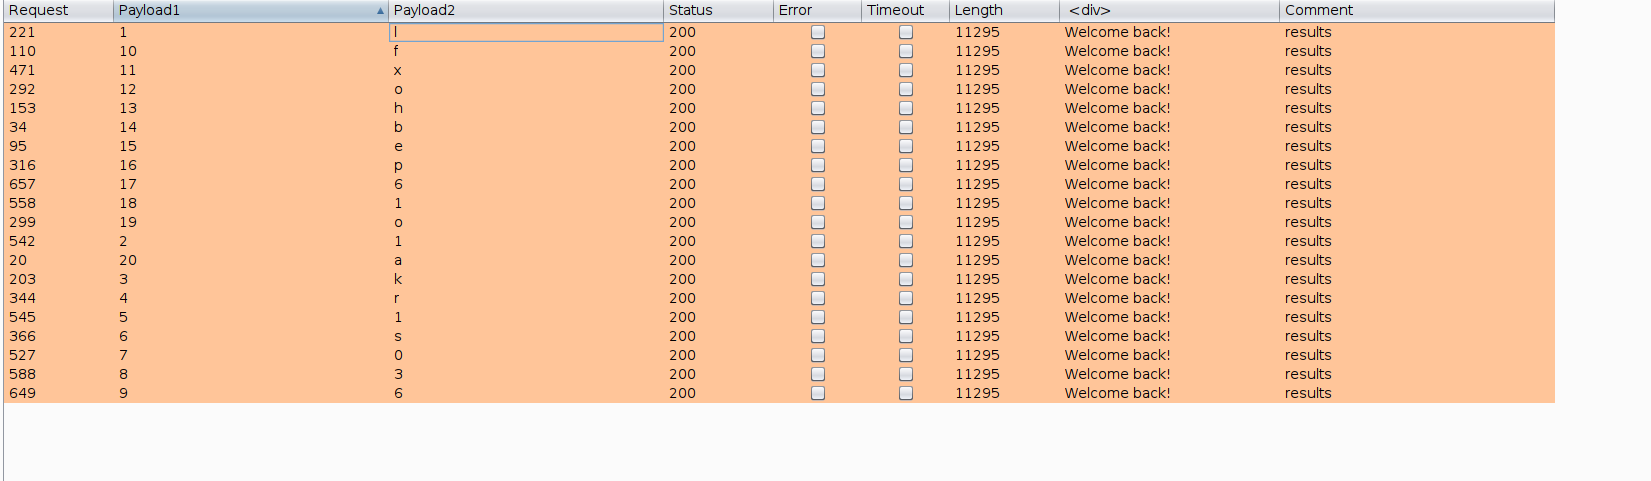 Request Payload1 Payload2 Status Error Timeout Length <div> Comment
221 1 l 200 11295 Welcome back! results
110 10 f 200 11295 Welcome back! results
471 11 x 200 11295 Welcome back! results
292 12 o 200 11295 Welcome back! results
153 13 h 200 11295 Welcome back! results
34 14 b 200 11295 Welcome back! results
95 15 e 200 11295 Welcome back! results
316 16 p 200 11295 Welcome back! results
657 17 6 200 11295 Welcome back! results
558 18 1 200 11295 Welcome back! results
299 19 o 200 11295 Welcome back! results
542 2 1 200 11295 Welcome back! results
20 20 a 200 11295 Welcome back! results
203 3 k 200 11295 Welcome back! results
344 4 r 200 11295 Welcome back! results
545 5 1 200 11295 Welcome back! results
366 6 s 200 11295 Welcome back! results
527 7 0 200 11295 Welcome back! results
588 8 3 200 11295 Welcome back! results
649 9 6 200 11295 Welcome back! results